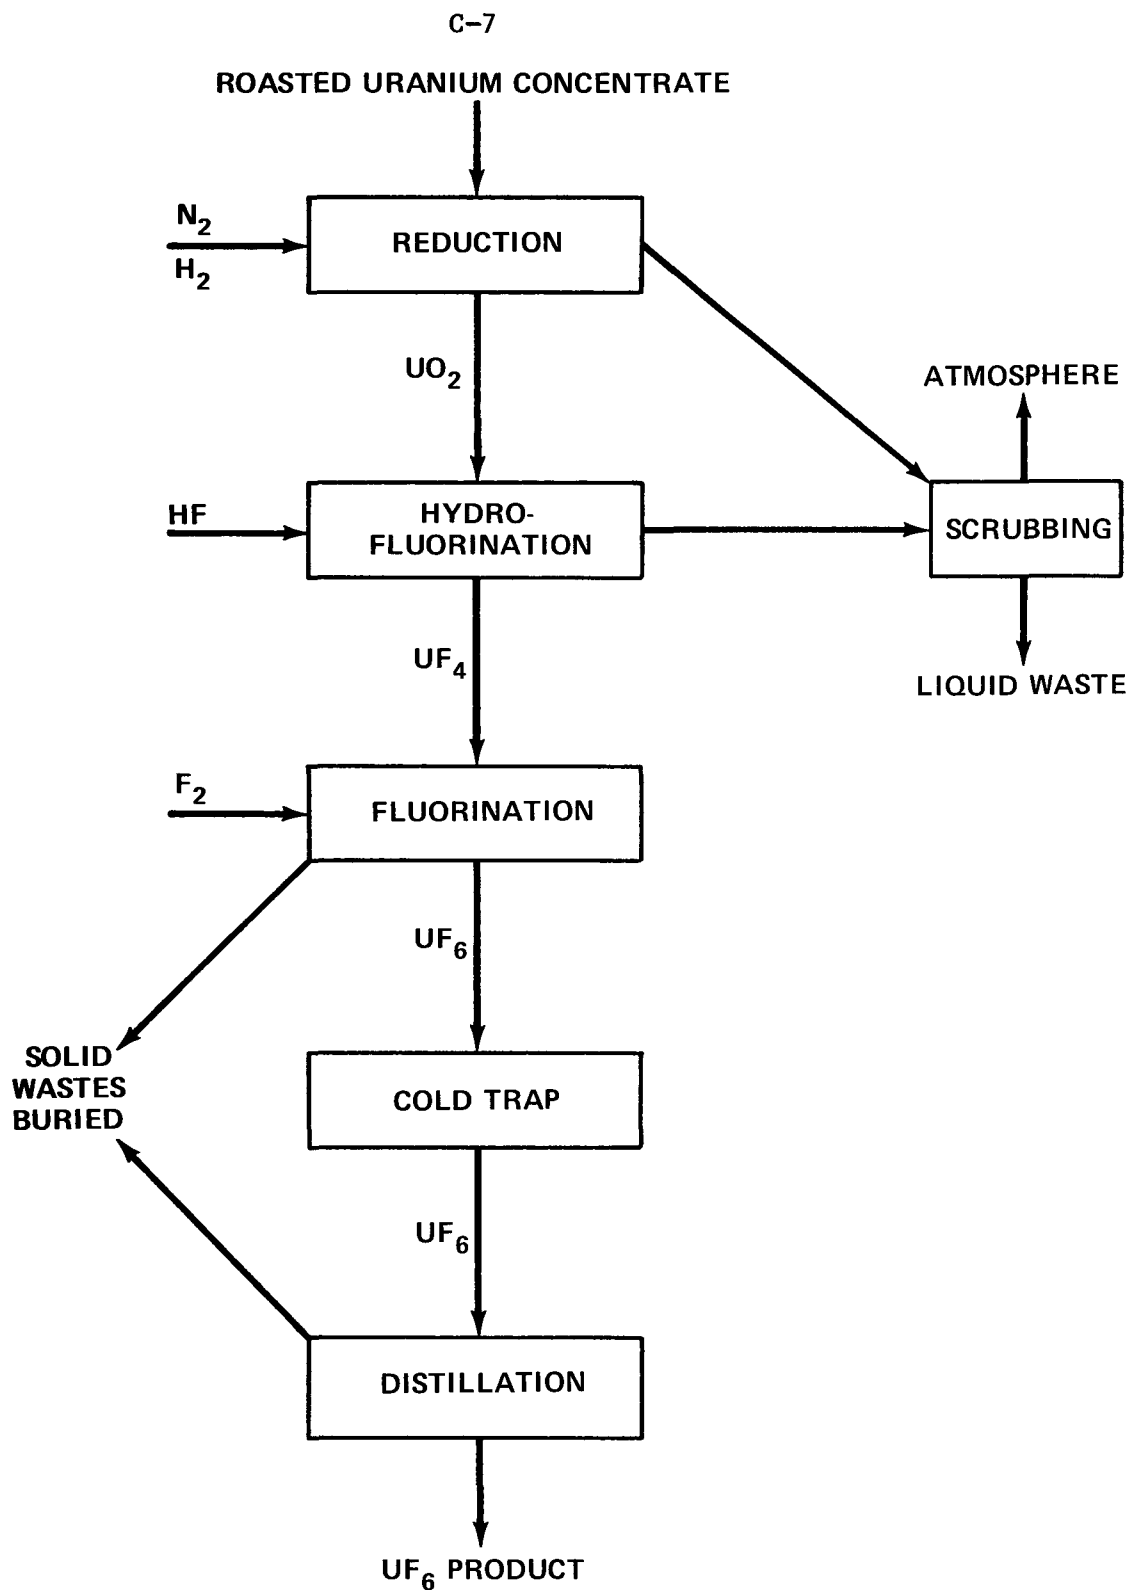 C-7
ROASTED URANIUM CONCENTRATE
N₂
H₂
REDUCTION
UO₂
ATMOSPHERE
HF
HYDRO-
FLUORINATION
SCRUBBING
UF₄
LIQUID WASTE
F₂
FLUORINATION
UF₆
SOLID
WASTES
BURIED
COLD TRAP
UF₆
DISTILLATION
UF₆ PRODUCT